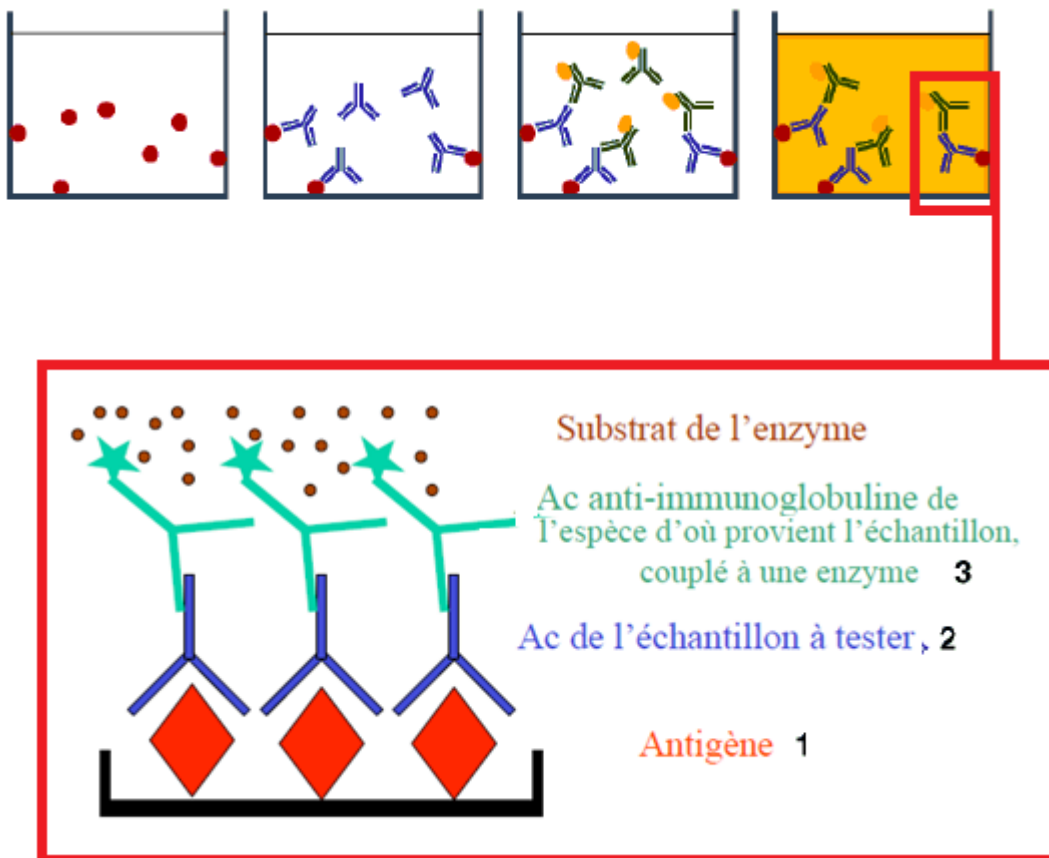 Substrat de l'enzyme
Ac anti-immunoglobuline de
l'espèce d'où provient l'échantillon,
couplé à une enzyme 3
Ac de l'échantillon à tester, 2
Antigène 1